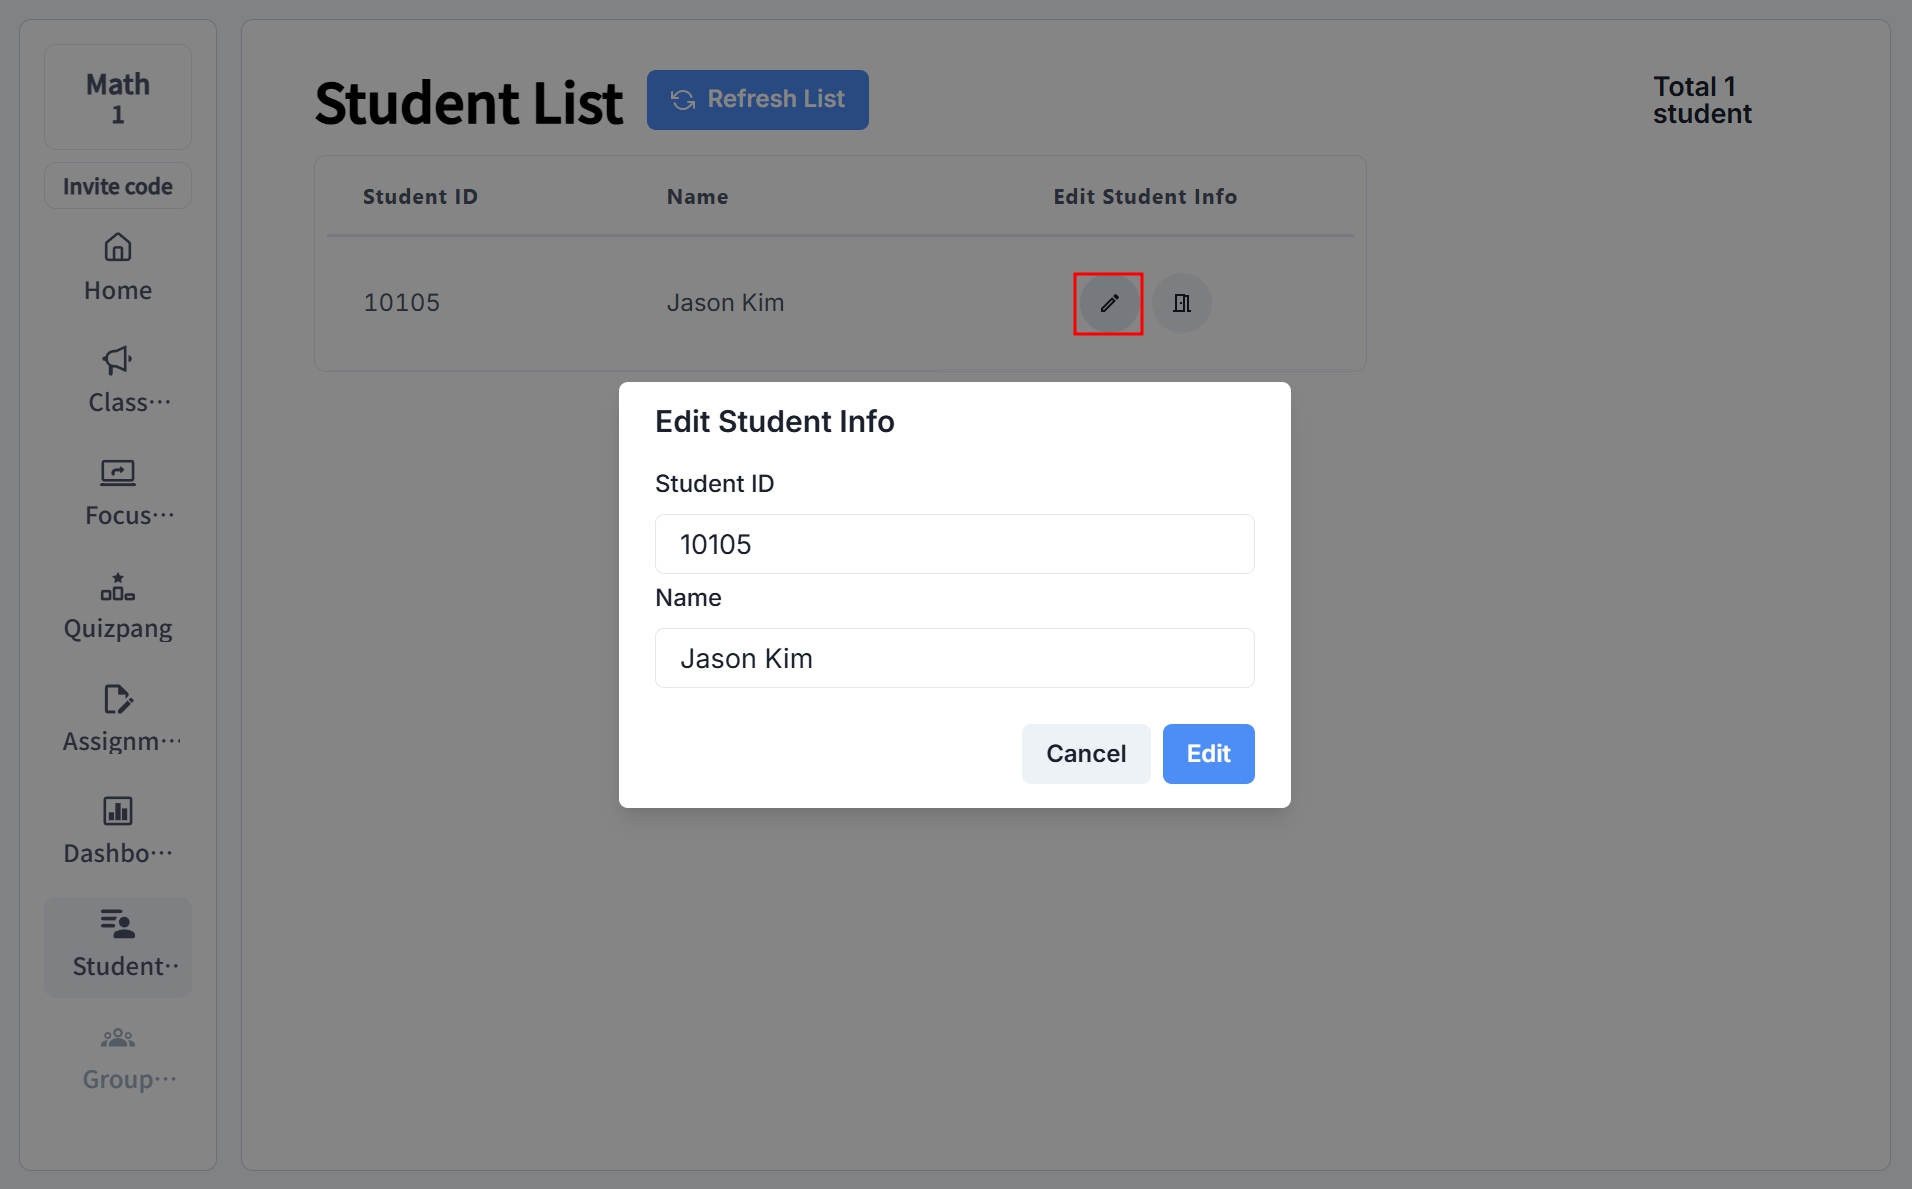 Math
1
Invite code
Home
Class···
Focus···
Quizpang
Assignm···
Dashbo···
Student··
Group···
Student List
Refresh List
Total 1
student
Student ID
Name
Edit Student Info
10105
Jason Kim
Edit Student Info
Student ID
10105
Name
Jason Kim
Cancel
Edit